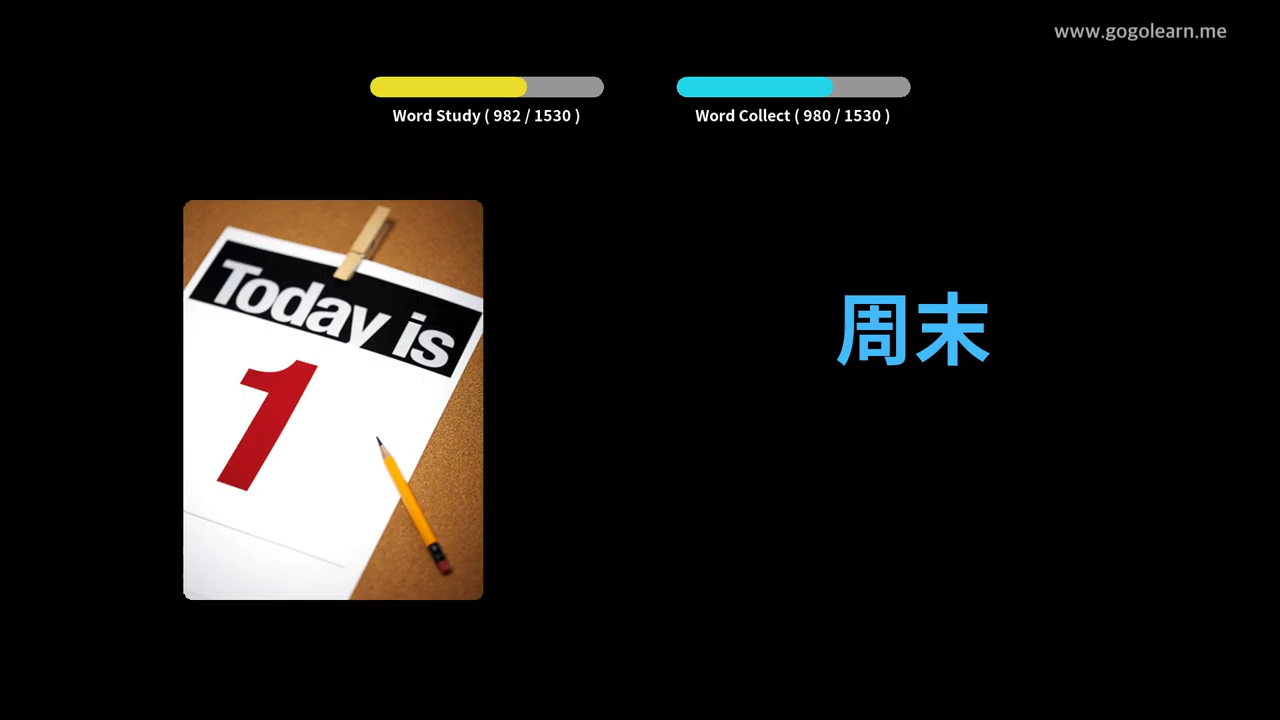 www.gogolearn.me
Word Study ( 982 / 1530 )
Word Collect ( 980 / 1530 )
Today is
1
周末